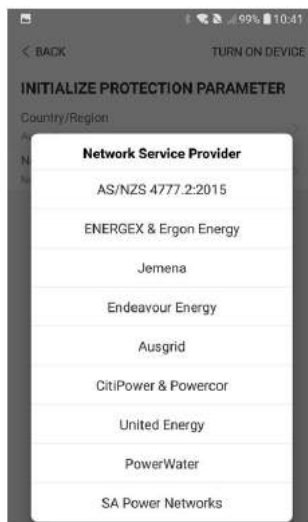 99% 10:41
< BACK TURN ON DEVICE
INITIALIZE PROTECTION PARAMETER
Country/Region
Network Service Provider
AS/NZS 4777.2:2015
ENERGEX & Ergon Energy
Jemena
Endeavour Energy
Ausgrid
CitiPower & Powercor
United Energy
PowerWater
SA Power Networks